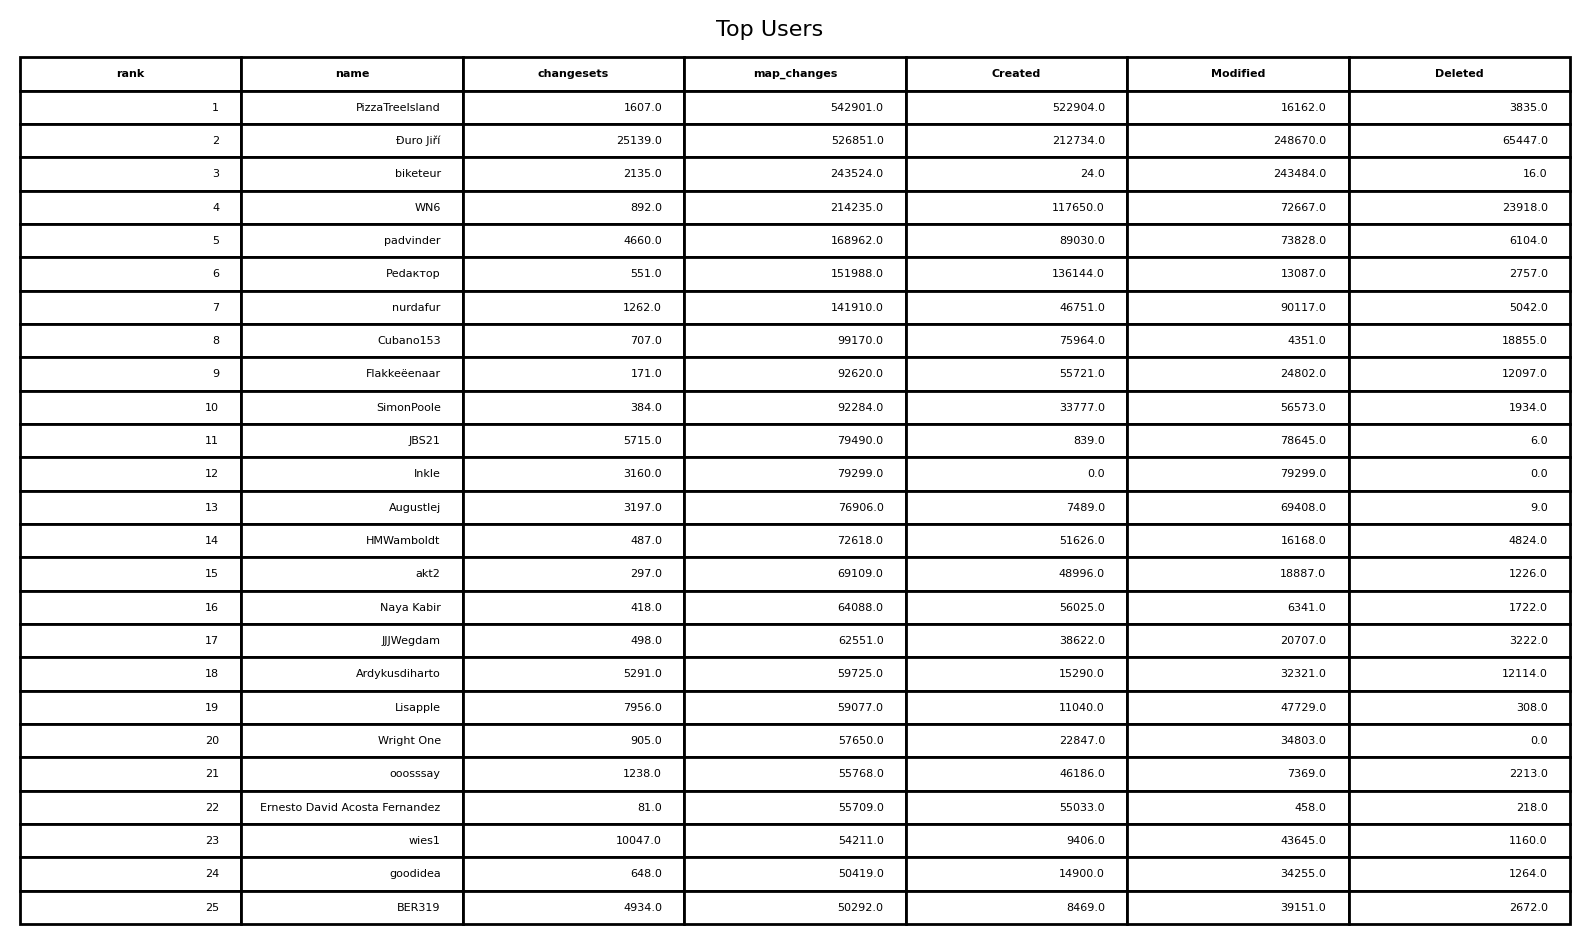 Top Users
rank name changesets map_changes Created Modified Deleted
1 PizzaTreeIsland 1607.0 542901.0 522904.0 16162.0 3835.0
2 Đuro Jiří 25139.0 526851.0 212734.0 248670.0 65447.0
3 biketeur 2135.0 243524.0 24.0 243484.0 16.0
4 WN6 892.0 214235.0 117650.0 72667.0 23918.0
5 padvinder 4660.0 168962.0 89030.0 73828.0 6104.0
6 Редактор 551.0 151988.0 136144.0 13087.0 2757.0
7 nurdafur 1262.0 141910.0 46751.0 90117.0 5042.0
8 Cubano153 707.0 99170.0 75964.0 4351.0 18855.0
9 Flakkeëenaar 171.0 92620.0 55721.0 24802.0 12097.0
10 SimonPoole 384.0 92284.0 33777.0 56573.0 1934.0
11 JBS21 5715.0 79490.0 839.0 78645.0 6.0
12 Inkle 3160.0 79299.0 0.0 79299.0 0.0
13 Augustlej 3197.0 76906.0 7489.0 69408.0 9.0
14 HMWamboldt 487.0 72618.0 51626.0 16168.0 4824.0
15 akt2 297.0 69109.0 48996.0 18887.0 1226.0
16 Naya Kabir 418.0 64088.0 56025.0 6341.0 1722.0
17 JJJWegdam 498.0 62551.0 38622.0 20707.0 3222.0
18 Ardykusdiharto 5291.0 59725.0 15290.0 32321.0 12114.0
19 Lisapple 7956.0 59077.0 11040.0 47729.0 308.0
20 Wright One 905.0 57650.0 22847.0 34803.0 0.0
21 ooosssay 1238.0 55768.0 46186.0 7369.0 2213.0
22 Ernesto David Acosta Fernandez 81.0 55709.0 55033.0 458.0 218.0
23 wies1 10047.0 54211.0 9406.0 43645.0 1160.0
24 goodidea 648.0 50419.0 14900.0 34255.0 1264.0
25 BER319 4934.0 50292.0 8469.0 39151.0 2672.0